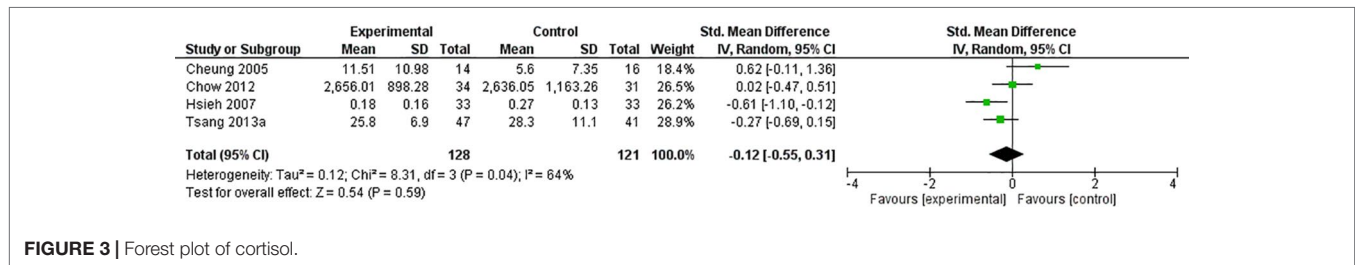 Experimental Control Std. Mean Difference Std. Mean Difference
Study or Subgroup Mean SD Total Mean SD Total Weight IV, Random, 95% CI IV, Random, 95% CI
Cheung 2005 11.51 10.98 14 5.6 7.35 16 18.4% 0.62 [-0.11, 1.36]
Chow 2012 2,656.01 898.28 34 2,636.05 1,163.26 31 26.5% 0.02 [-0.47, 0.51]
Hsieh 2007 0.18 0.16 33 0.27 0.13 33 26.2% -0.61 [-1.10, -0.12]
Tsang 2013a 25.8 6.9 47 28.3 11.1 41 28.9% -0.27 [-0.69, 0.15]
Total (95% CI) 128 121 100.0% -0.12 [-0.55, 0.31]
Heterogeneity: Tau² = 0.12; Chi² = 8.31, df = 3 (P = 0.04); I² = 64%
Test for overall effect: Z = 0.54 (P = 0.59)
-4 -2 0 2 4
Favours [experimental] Favours [control]
FIGURE 3 | Forest plot of cortisol.